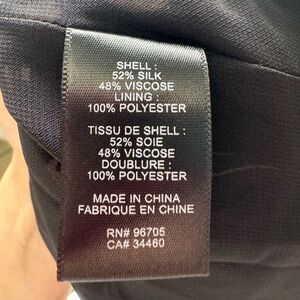 SHELL :
52% SILK
48% VISCOSE
LINING :
100% POLYESTER
TISSU DE SHELL :
52% SOIE
48% VISCOSE
DOUBLURE :
100% POLYESTER
MADE IN CHINA
FABRIQUE EN CHINE
RN# 96705
CA# 34460